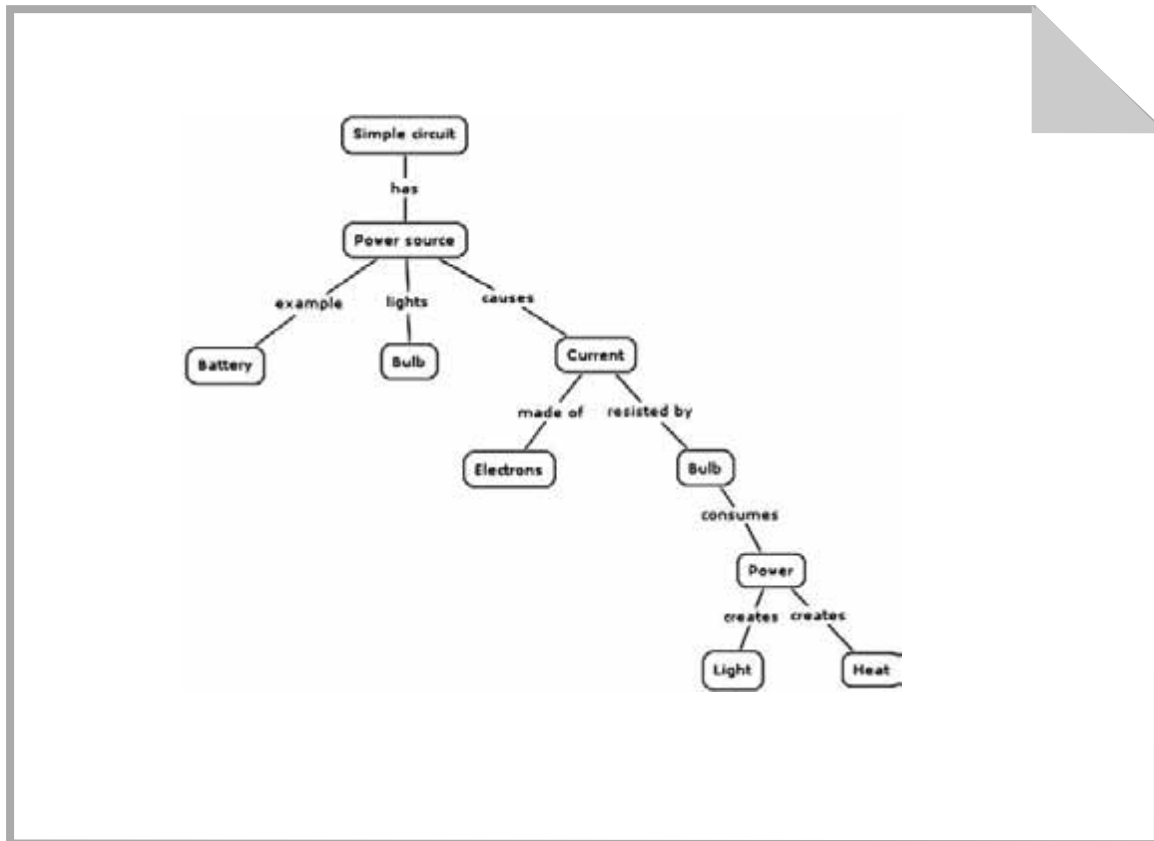 Simple circuit
has
Power source
example lights causes
Battery Bulb Current
made of resisted by
Electrons Bulb
consumes
Power
creates creates
Light Heat